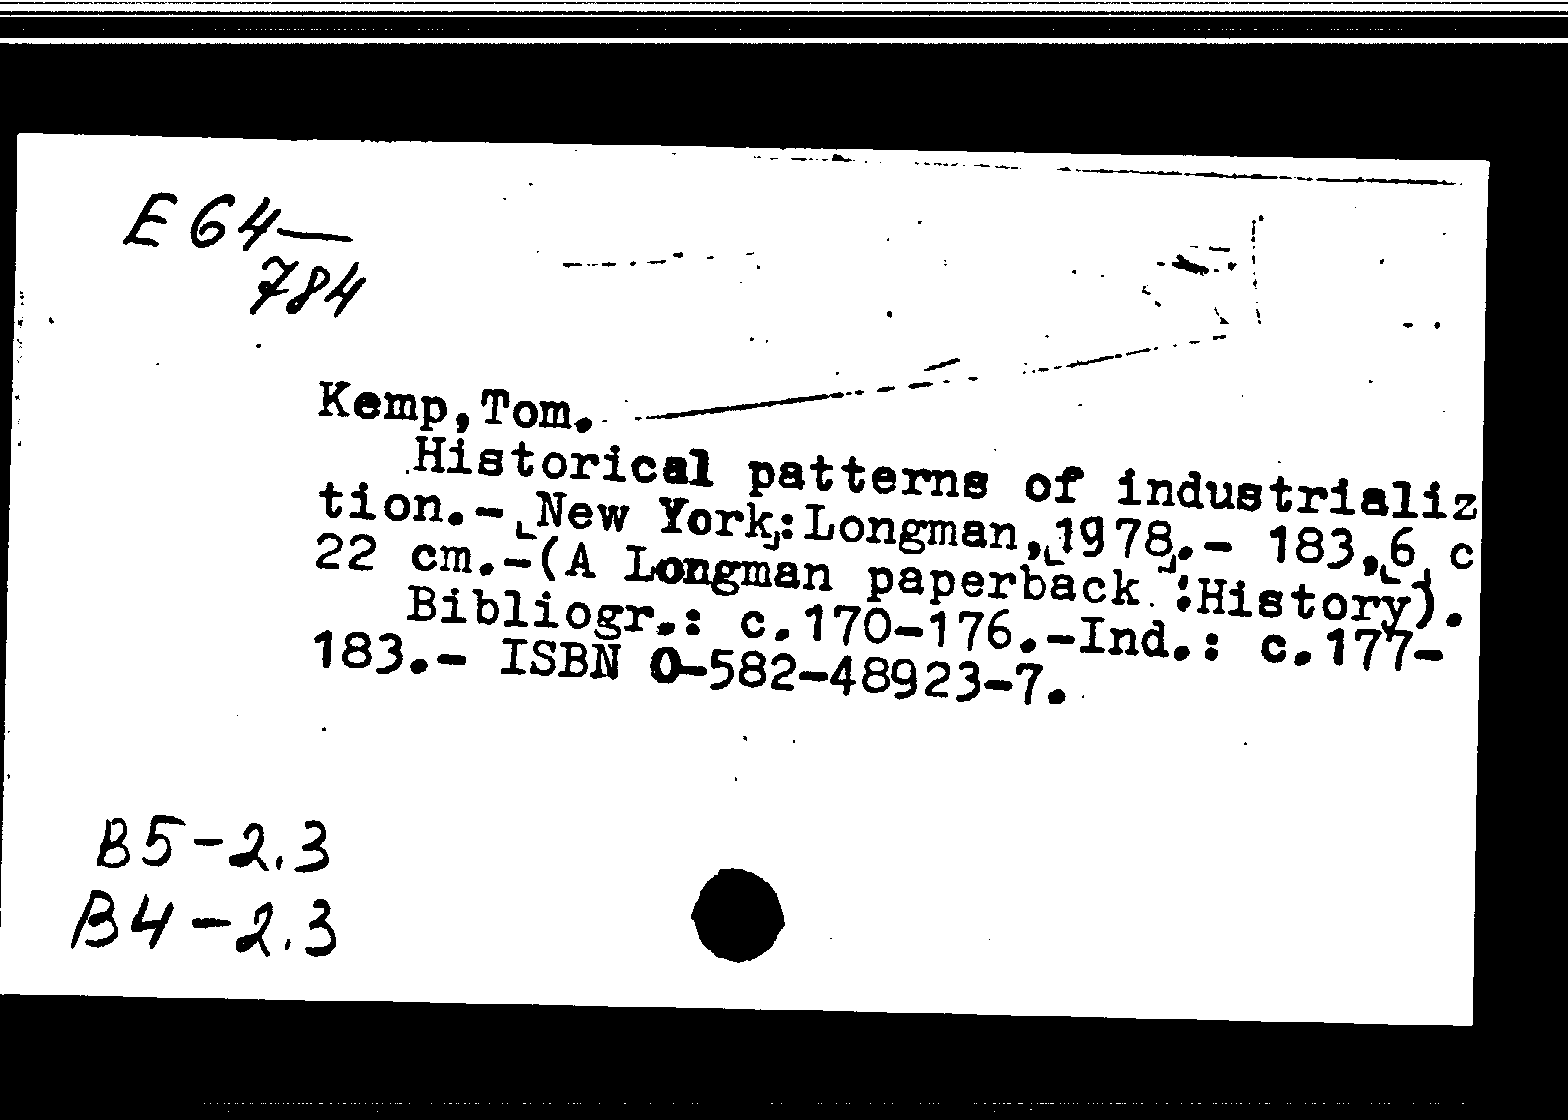 E 64—
784
Kemp,Tom.
Historical patterns of industrializ
tion.-[New York]:Longman,[1978].- 183,[6] c
22 cm.-(A Longman paperback :History).
Bibliogr.: c.170-176.-Ind.: c.177-
183.- ISBN 0-582-48923-7.
B5-2.3
B4-2.3